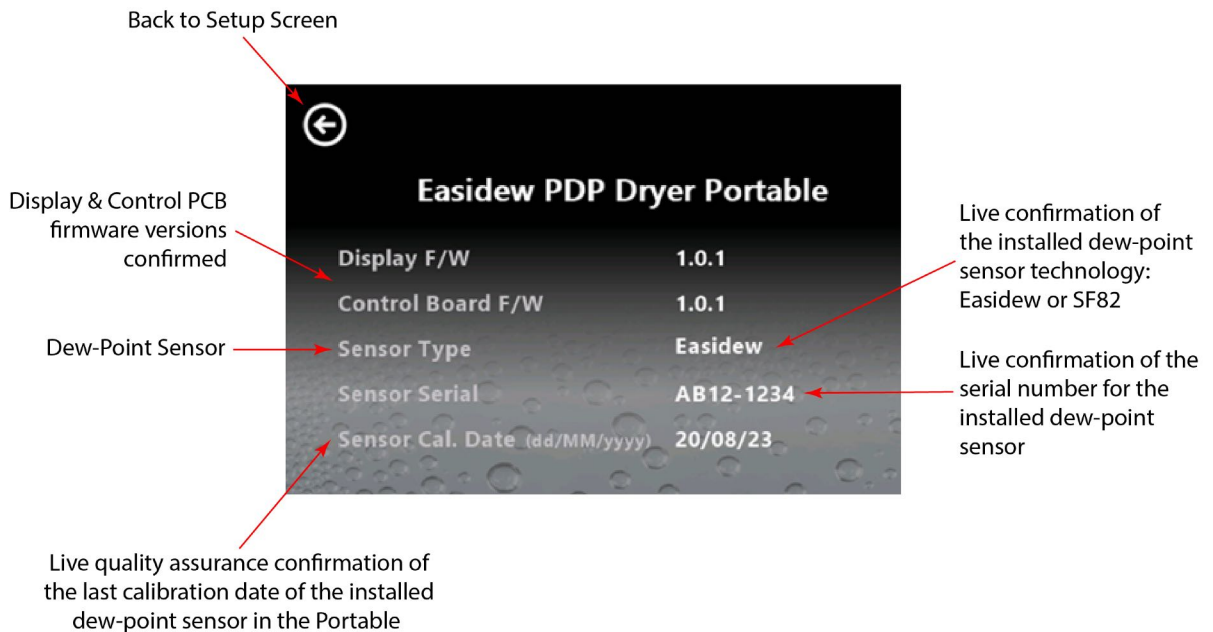 Back to Setup Screen
Easidew PDP Dryer Portable
Display & Control PCB
firmware versions
confirmed
Display F/W 1.0.1
Control Board F/W 1.0.1
Live confirmation of
the installed dew-point
sensor technology:
Easidew or SF82
Dew-Point Sensor
Sensor Type Easidew
Sensor Serial AB12-1234
Live confirmation of the
serial number for the
installed dew-point
sensor
Sensor Cal. Date (dd/MM/yyyy) 20/08/23
Live quality assurance confirmation of
the last calibration date of the installed
dew-point sensor in the Portable